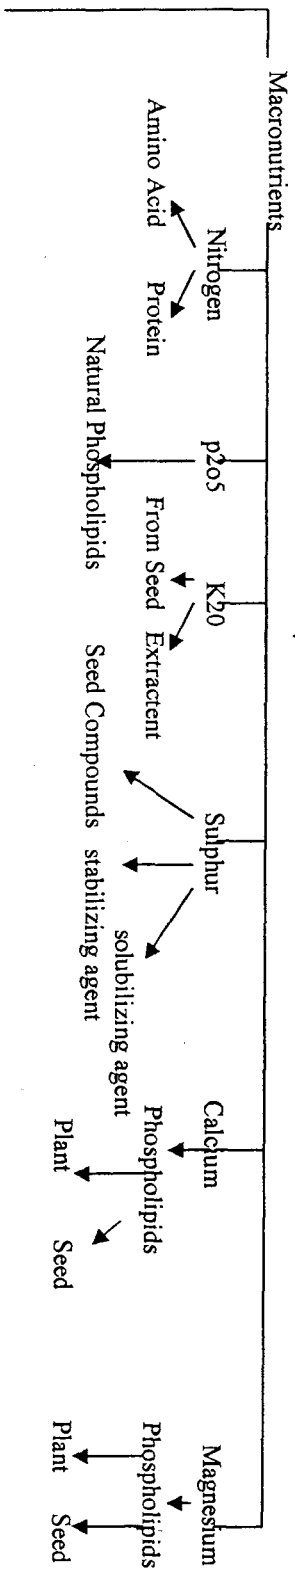 Macronutrients
Nitrogen p2o5 K20 Sulphur Calcium Magnesium
Amino Acid Protein From Seed Extractent solubilizing agent Phospholipids Phospholipids
Natural Phospholipids Seed Compounds stabilizing agent Plant Seed Plant Seed